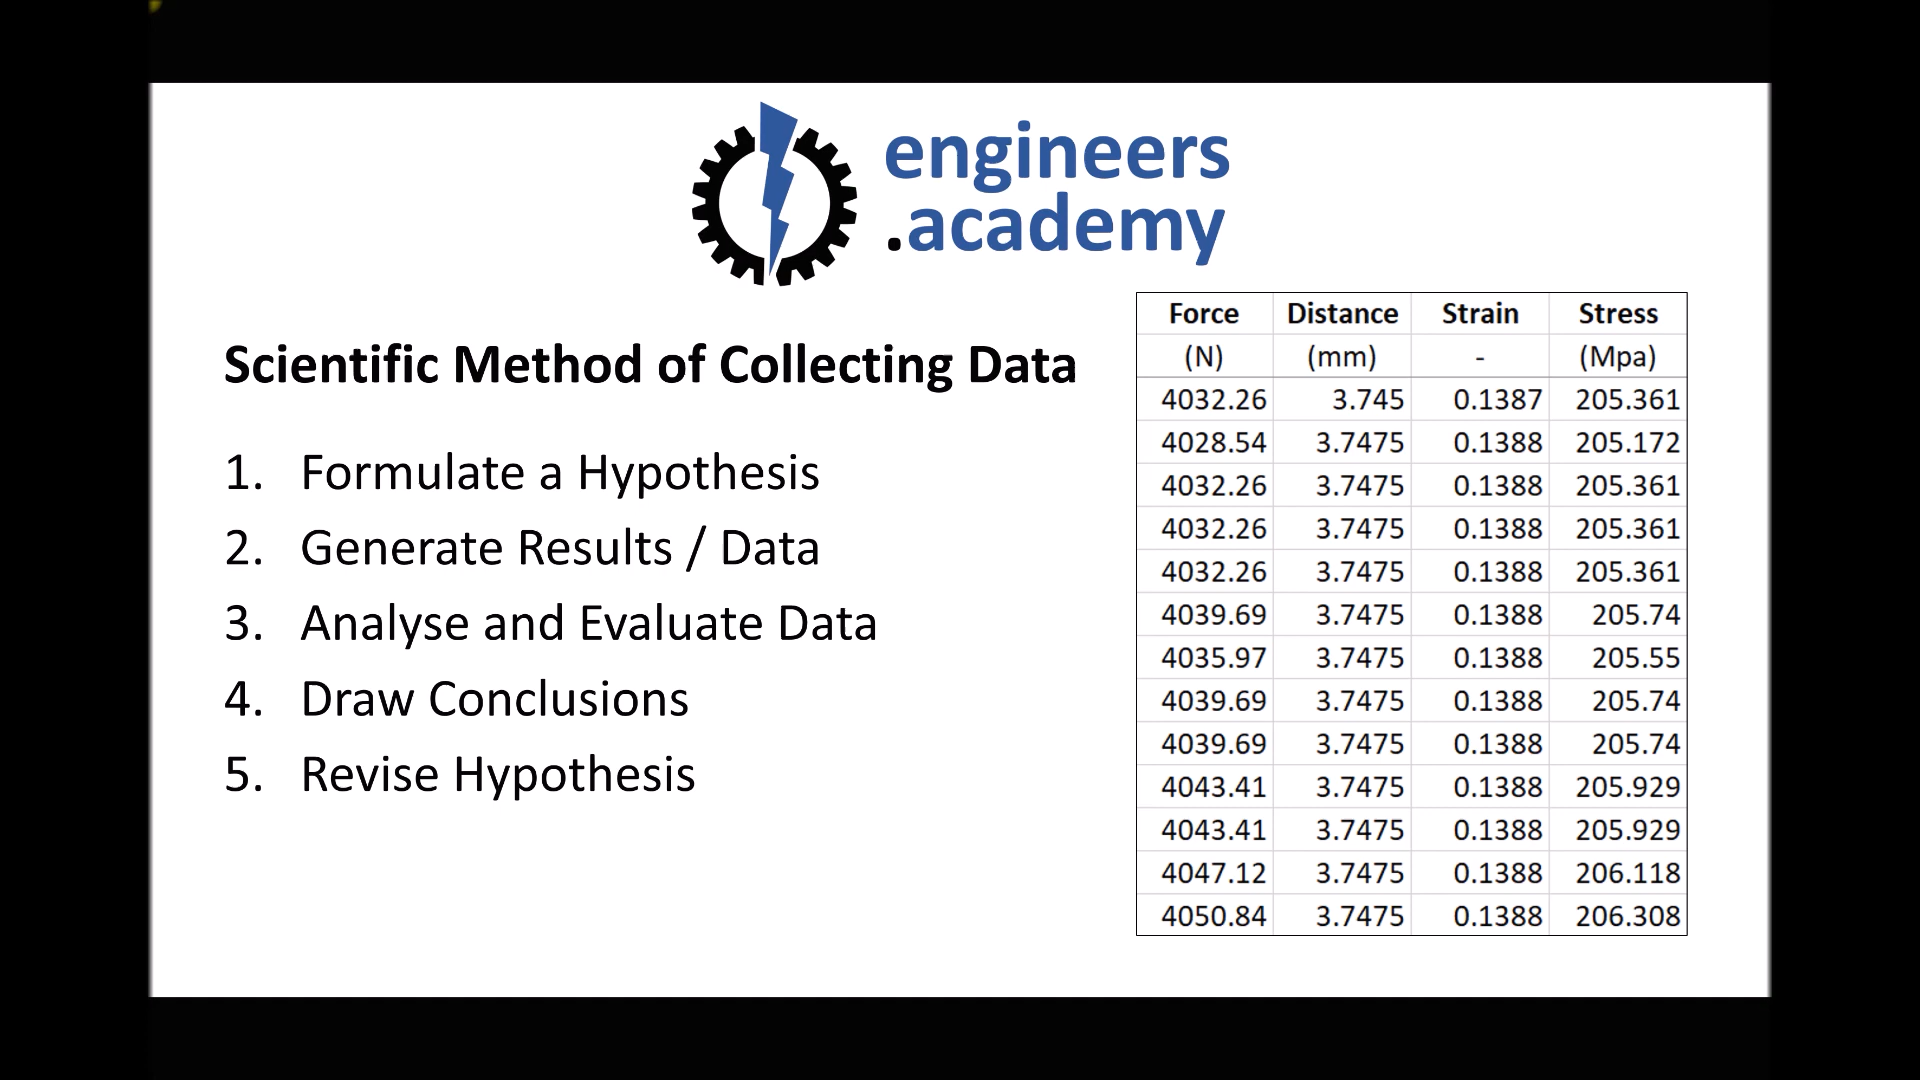 engineers
.academy
Scientific Method of Collecting Data
1. Formulate a Hypothesis
2. Generate Results / Data
3. Analyse and Evaluate Data
4. Draw Conclusions
5. Revise Hypothesis
Force Distance Strain Stress
(N) (mm) - (Mpa)
4032.26 3.745 0.1387 205.361
4028.54 3.7475 0.1388 205.172
4032.26 3.7475 0.1388 205.361
4032.26 3.7475 0.1388 205.361
4032.26 3.7475 0.1388 205.361
4039.69 3.7475 0.1388 205.74
4035.97 3.7475 0.1388 205.55
4039.69 3.7475 0.1388 205.74
4039.69 3.7475 0.1388 205.74
4043.41 3.7475 0.1388 205.929
4043.41 3.7475 0.1388 205.929
4047.12 3.7475 0.1388 206.118
4050.84 3.7475 0.1388 206.308